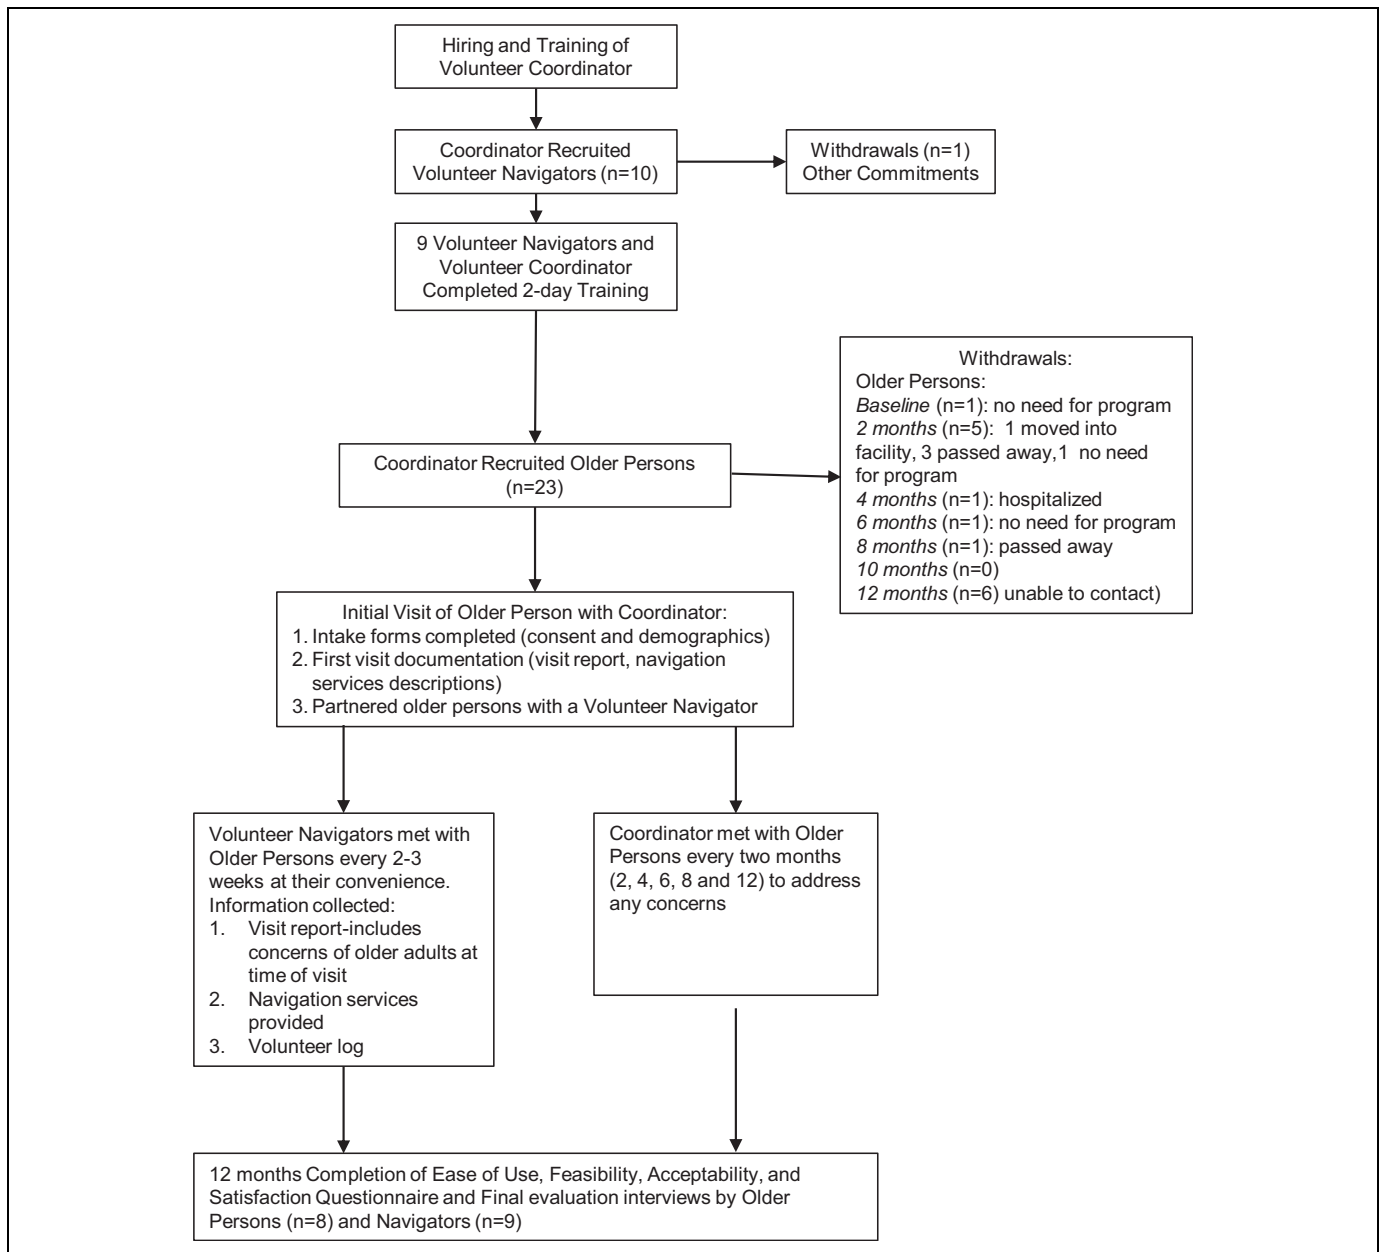 Hiring and Training of
Volunteer Coordinator
Coordinator Recruited
Volunteer Navigators (n=10)
Withdrawals (n=1)
Other Commitments
9 Volunteer Navigators and
Volunteer Coordinator
Completed 2-day Training
Withdrawals:
Older Persons:
Baseline (n=1): no need for program
2 months (n=5):  1 moved into
facility, 3 passed away,1  no need
for program
4 months (n=1): hospitalized
6 months (n=1): no need for program
8 months (n=1): passed away
10 months (n=0)
12 months (n=6) unable to contact)
Coordinator Recruited Older Persons
(n=23)
Initial Visit of Older Person with Coordinator:
1. Intake forms completed (consent and demographics)
2. First visit documentation (visit report, navigation
services descriptions)
3. Partnered older persons with a Volunteer Navigator
Volunteer Navigators met with
Older Persons every 2-3
weeks at their convenience.
Information collected:
1. Visit report-includes
concerns of older adults at
time of visit
2. Navigation services
provided
3. Volunteer log
Coordinator met with Older
Persons every two months
(2, 4, 6, 8 and 12) to address
any concerns
12 months Completion of Ease of Use, Feasibility, Acceptability, and
Satisfaction Questionnaire and Final evaluation interviews by Older
Persons (n=8) and Navigators (n=9)